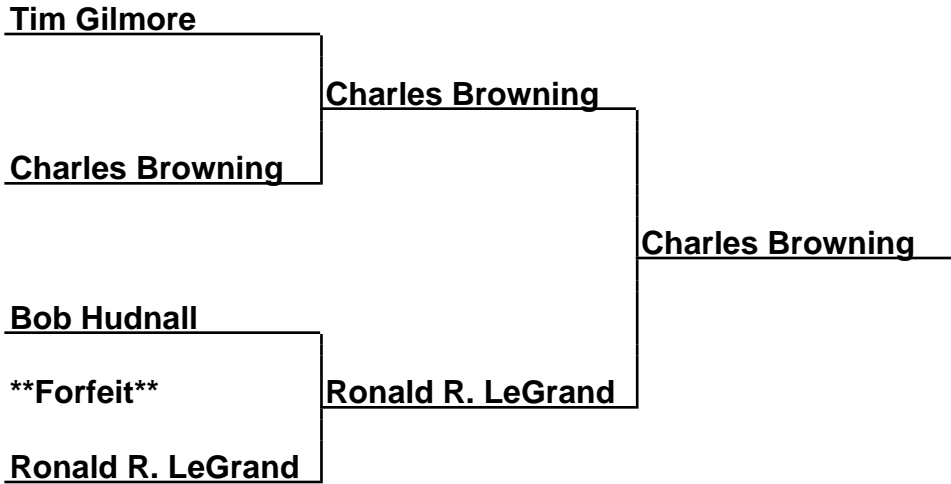 Tim Gilmore
Charles Browning
Charles Browning
Charles Browning
Bob Hudnall
**Forfeit**
Ronald R. LeGrand
Ronald R. LeGrand